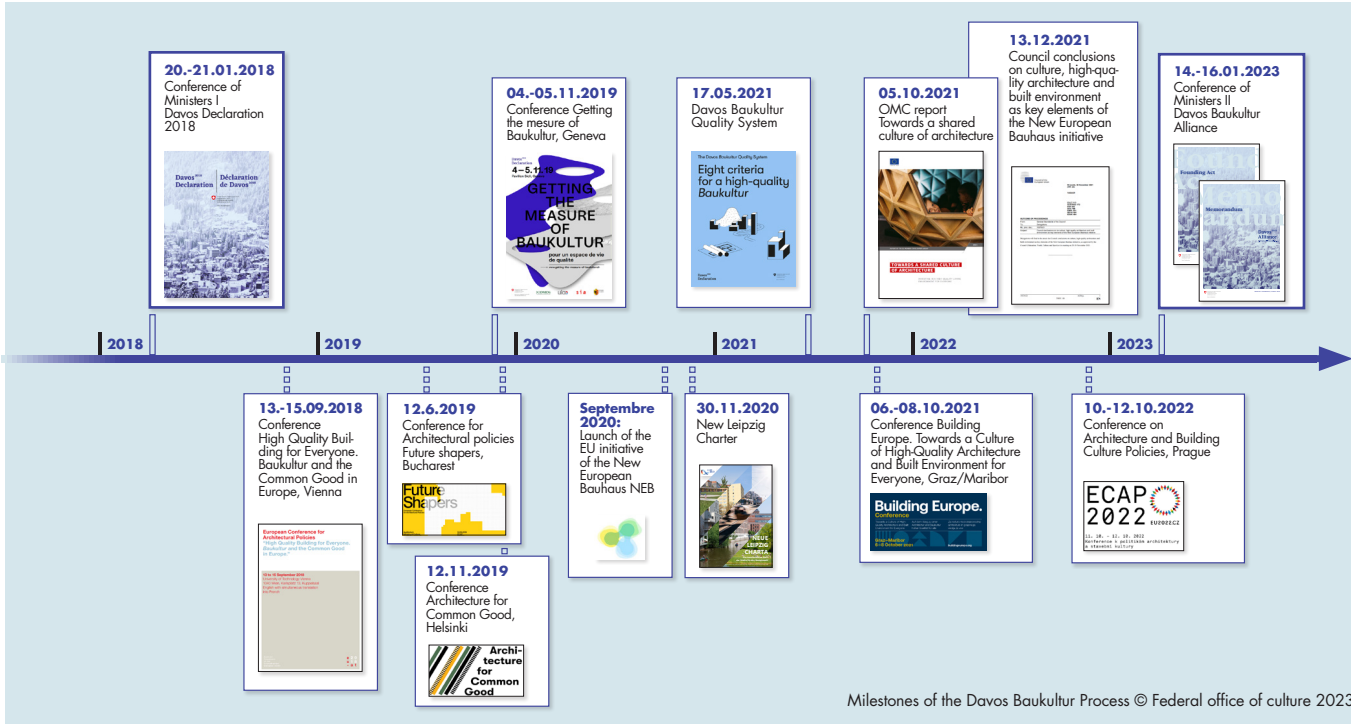 20.-21.01.2018
Conference of
Ministers I
Davos Declaration
2018
Davos
Declaration
Déclaration
de Davos
04.-05.11.2019
Conference Getting
the mesure of
Baukultur, Geneva
4–5.11.19
GETTING
THE
MEASURE
OF
BAUKULTUR
pour un espace de vie
de qualité
17.05.2021
Davos Baukultur
Quality System
The Davos Baukultur Quality System
Eight criteria
for a high-quality
Baukultur
05.10.2021
OMC report
Towards a shared
culture of architecture
TOWARDS A SHARED CULTURE
OF ARCHITECTURE
13.12.2021
Council conclusions
on culture, high-qua-
lity architecture and
built environment
as key elements of
the New European
Bauhaus initiative
14.-16.01.2023
Conference of
Ministers II
Davos Baukultur
Alliance
Founding Act
Memorandum
Davos
Alliance
2018
2019
2020
2021
2022
2023
13.-15.09.2018
Conference
High Quality Buil-
ding for Everyone.
Baukultur and the
Common Good in
Europe, Vienna
European Conference for
Architectural Policies
"High Quality Building for Everyone.
Baukultur and the Common Good
in Europe."
12.6.2019
Conference for
Architectural policies
Future shapers,
Bucharest
Future
Shapers
12.11.2019
Conference
Architecture for
Common Good,
Helsinki
Archi-
tecture
for
Common
Good
Septembre
2020:
Launch of the
EU initiative
of the New
European
Bauhaus NEB
30.11.2020
New Leipzig
Charter
NEUE
LEIPZIG
CHARTA
06.-08.10.2021
Conference Building
Europe. Towards a Culture
of High-Quality Architecture
and Built Environment for
Everyone, Graz/Maribor
Building Europe.
Conference
10.-12.10.2022
Conference on
Architecture and Building
Culture Policies, Prague
ECAP
2022
EU2022.CZ
11. 10. - 12. 10. 2022
Konference k politikám architektury
a stavební kultury
Milestones of the Davos Baukultur Process © Federal office of culture 2023